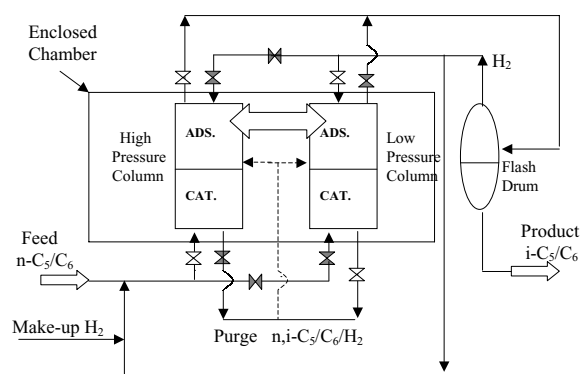 Enclosed
Chamber
H₂
High
Pressure
Column
ADS.
CAT.
ADS.
CAT.
Low
Pressure
Column
Flash
Drum
Feed
n-C₅/C₆
Product
i-C₅/C₆
Make-up H₂
Purge n,i-C₅/C₆/H₂